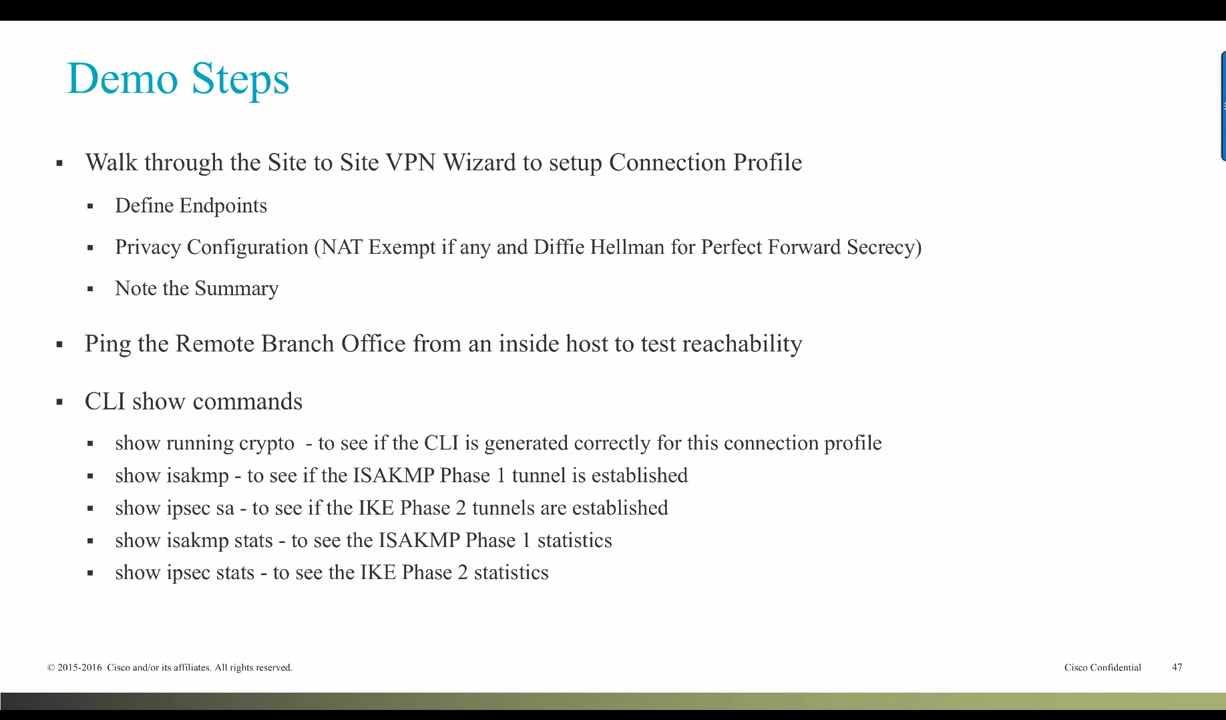 Demo Steps
▪ Walk through the Site to Site VPN Wizard to setup Connection Profile
▪ Define Endpoints
▪ Privacy Configuration (NAT Exempt if any and Diffie Hellman for Perfect Forward Secrecy)
▪ Note the Summary
▪ Ping the Remote Branch Office from an inside host to test reachability
▪ CLI show commands
▪ show running crypto  - to see if the CLI is generated correctly for this connection profile
▪ show isakmp - to see if the ISAKMP Phase 1 tunnel is established
▪ show ipsec sa - to see if the IKE Phase 2 tunnels are established
▪ show isakmp stats - to see the ISAKMP Phase 1 statistics
▪ show ipsec stats - to see the IKE Phase 2 statistics
© 2015-2016  Cisco and/or its affiliates. All rights reserved. Cisco Confidential 47